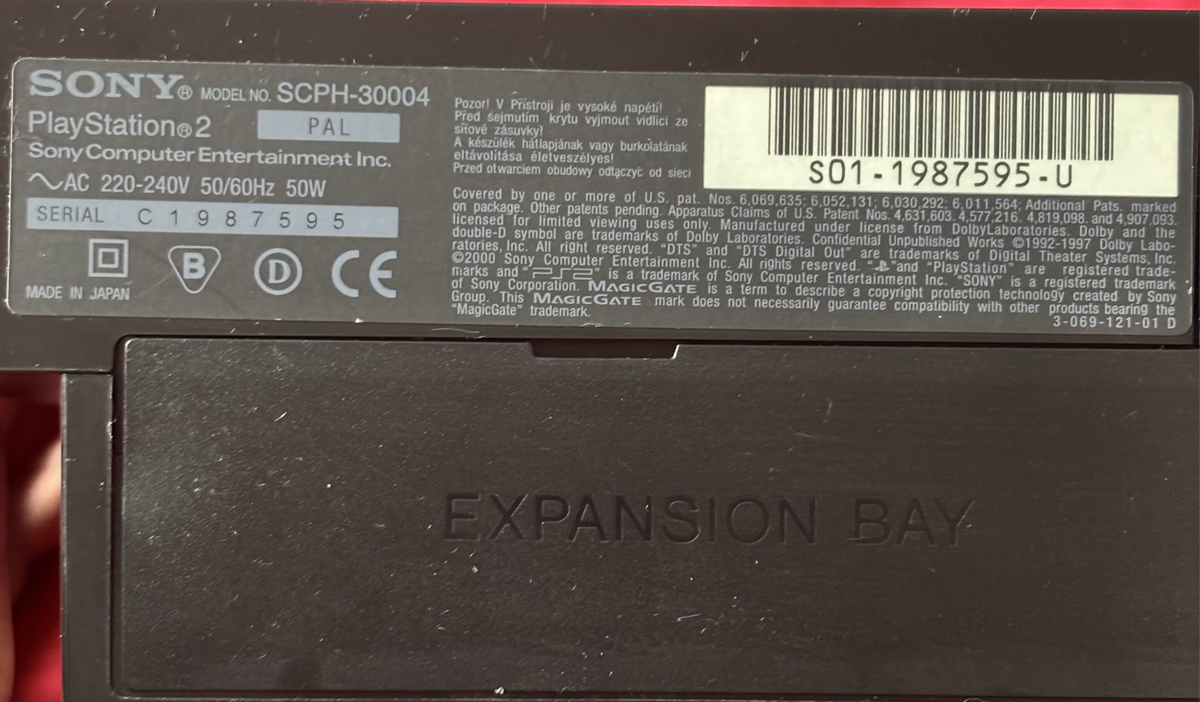 SONY® MODEL NO. SCPH-30004
PlayStation®2 PAL
Sony Computer Entertainment Inc.
AC 220-240V 50/60Hz 50W
SERIAL C1987595
B D CE
MADE IN JAPAN
Pozor! V Přístroji je vysoké napětí!
Před sejmutím krytu vyjmout vidlici ze
síťové zásuvky!
A készülék hátlapjának vagy burkolatának
eltávolítása életveszélyes!
Przed otwarciem obudowy odłączyć od sieci
S01-1987595-U
Covered by one or more of U.S. pat. Nos. 6,069,635; 6,052,131; 6,030,292; 6,011,564; Additional Pats. marked
on package. Other patents pending. Apparatus Claims of U.S. Patent Nos. 4,631,603, 4,577,216, 4,819,098, and 4,907,093,
licensed for limited viewing uses only. Manufactured under license from DolbyLaboratories. Dolby and the
double-D symbol are trademarks of Dolby Laboratories. Confidential Unpublished Works ©1992-1997 Dolby Labo-
ratories, Inc. All right reserved. "DTS" and "DTS Digital Out" are trademarks of Digital Theater Systems, Inc.
©2000 Sony Computer Entertainment Inc. All rights reserved. " "and "PlayStation" are registered trade-
marks and "PS2" is a trademark of Sony Computer Entertainment Inc. "SONY" is a registered trademark
of Sony Corporation. MAGICGATE is a term to describe a copyright protection technology created by Sony
Group. This MAGICGATE mark does not necessarily guarantee compatibility with other products bearing the
"MagicGate" trademark.
3-069-121-01 D
EXPANSION BAY